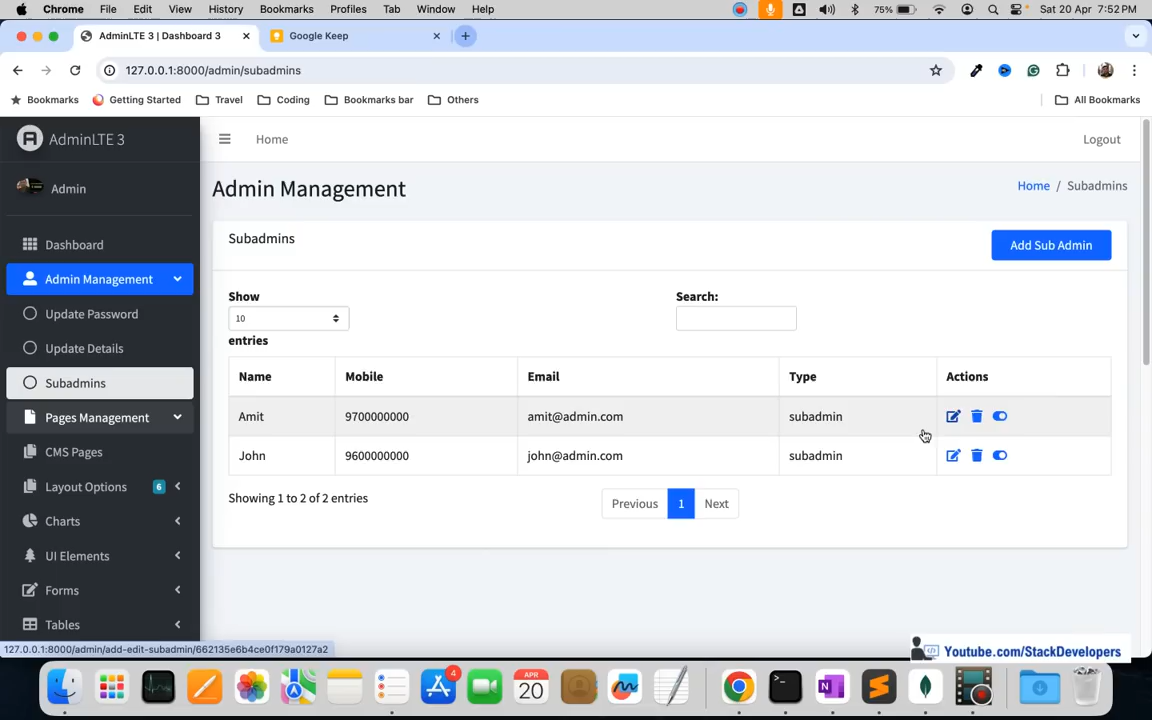 Chrome File Edit View History Bookmarks Profiles Tab Window Help 75% Sat 20 Apr 7:52 PM
AdminLTE 3 | Dashboard 3 Google Keep
127.0.0.1:8000/admin/subadmins
Bookmarks Getting Started Travel Coding Bookmarks bar Others All Bookmarks
AdminLTE 3 Home Logout
Admin Admin Management Home / Subadmins
Subadmins Add Sub Admin
Dashboard
Admin Management
Show Search:
Update Password 10
entries
Update Details
Name Mobile Email Type Actions
Subadmins
Amit 9700000000 amit@admin.com subadmin
Pages Management
John 9600000000 john@admin.com subadmin
CMS Pages
Showing 1 to 2 of 2 entries Previous 1 Next
Layout Options 6
Charts
UI Elements
Forms
Tables
127.0.0.1:8000/admin/add-edit-subadmin/662135e6b4ce0f179a0127a2
Youtube.com/StackDevelopers
4
APR
20